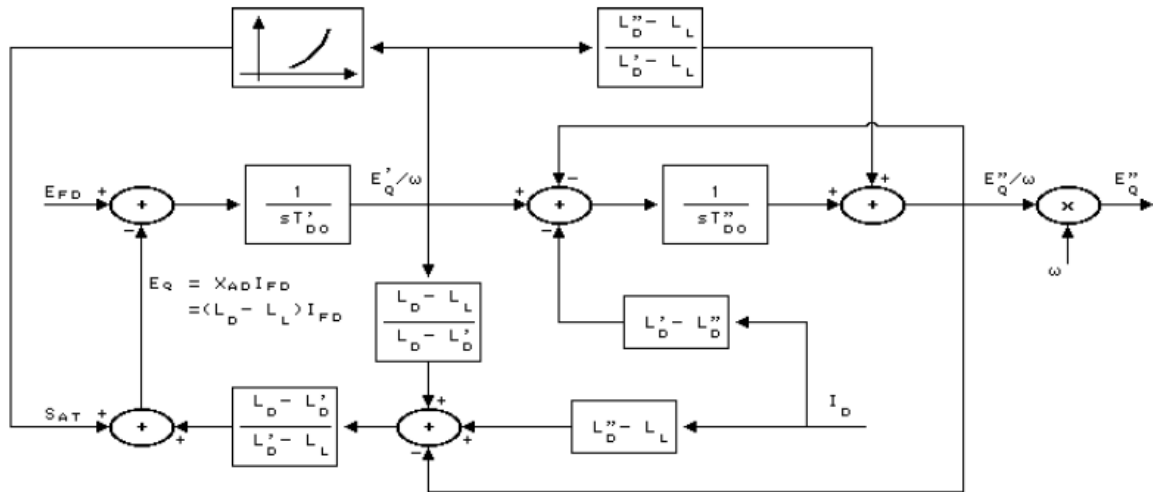 L"D − LL
L'D − LL
EFD
+
+
−
1
sT'DO
E'Q/ω
+
−
+
−
1
sT"DO
+
+
+
E"Q/ω
×
E"Q
ω
EQ = XADIFD
=(LD − LL)IFD
LD − LL
LD − L'D
L'D − L"D
SAT
+
+
+
LD − L'D
L'D − LL
+
+
+
−
L"D − LL
ID